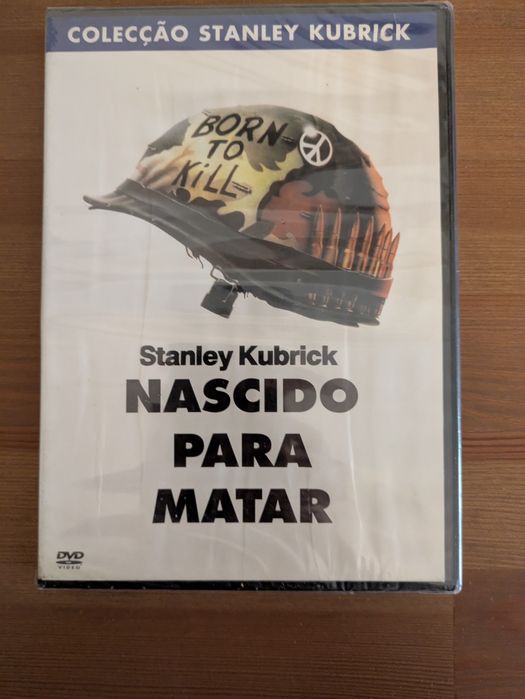 COLECÇÃO STANLEY KUBRICK
BORN
TO
KiLL
Stanley Kubrick
NASCIDO
PARA
MATAR
DVD
VIDEO